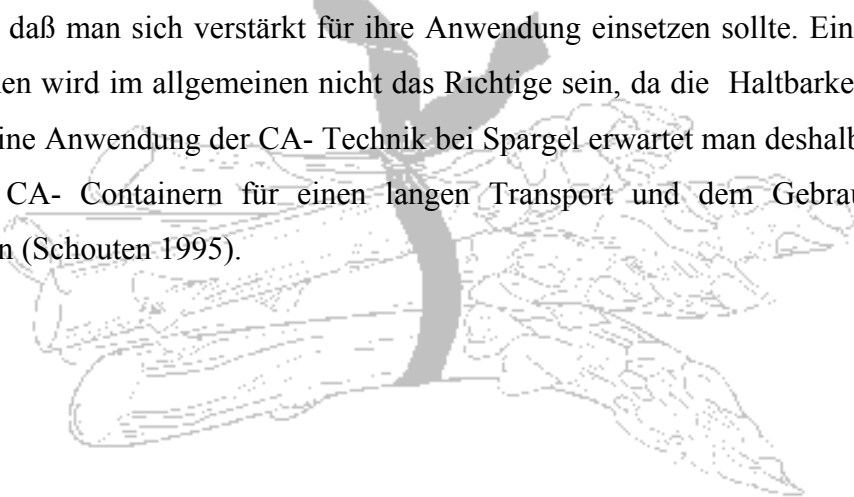 daß man sich verstärkt für ihre Anwendung einsetzen sollte. Ein
en wird im allgemeinen nicht das Richtige sein, da die Haltbarke
ine Anwendung der CA- Technik bei Spargel erwartet man deshalb
CA- Containern für einen langen Transport und dem Gebrau
n (Schouten 1995).